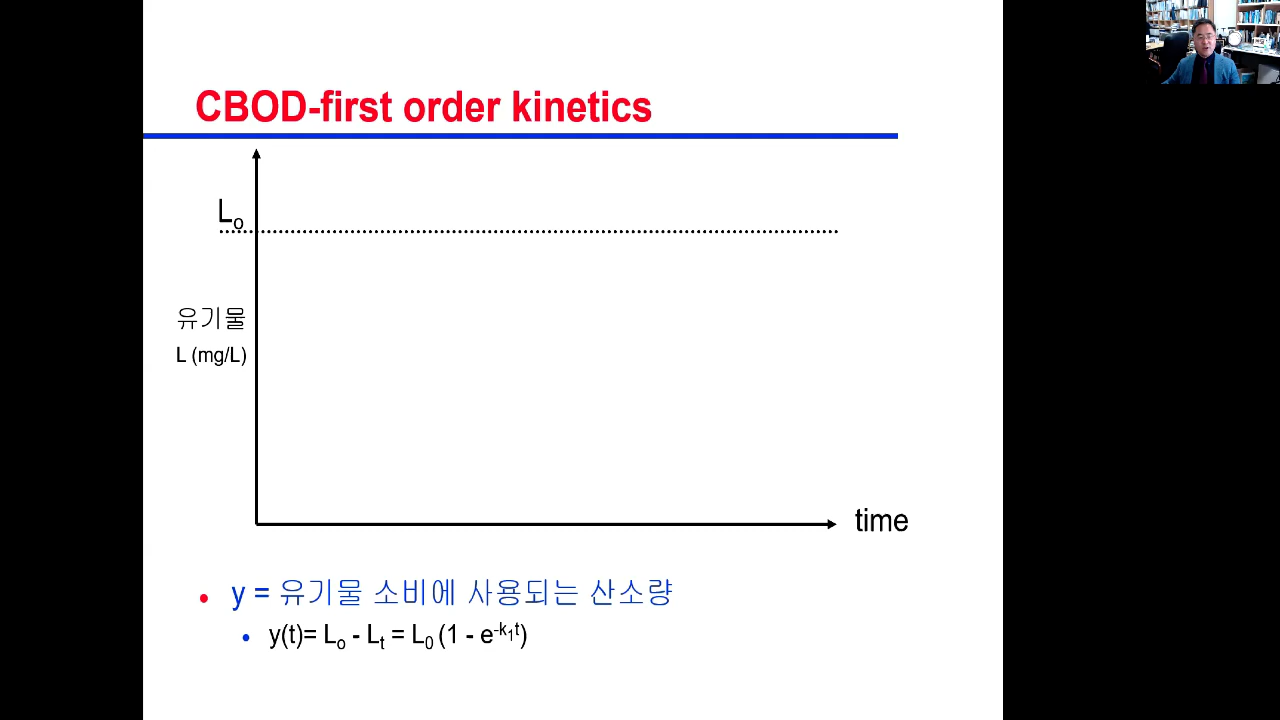 CBOD-first order kinetics
Lo
유기물
L (mg/L)
time
• y = 유기물 소비에 사용되는 산소량
• y(t)= Lo - Lt = L0 (1 - e-k1t)